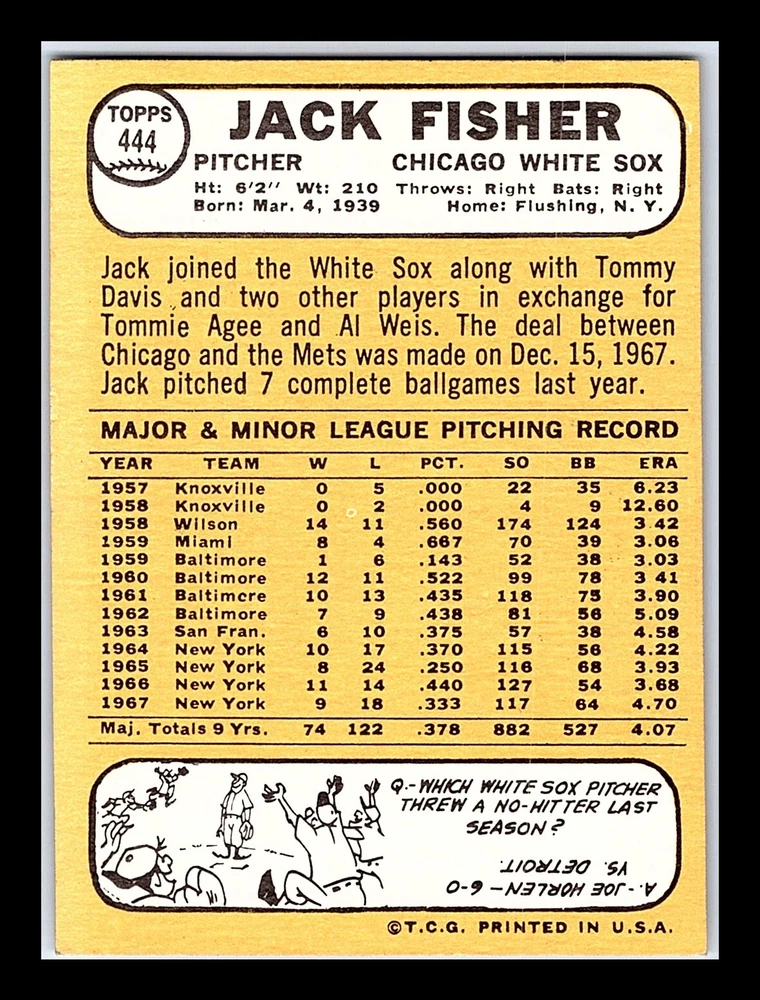 TOPPS
444
JACK FISHER
PITCHER CHICAGO WHITE SOX
Ht: 6'2" Wt: 210 Throws: Right Bats: Right
Born: Mar. 4, 1939 Home: Flushing, N. Y.
Jack joined the White Sox along with Tommy
Davis and two other players in exchange for
Tommie Agee and Al Weis. The deal between
Chicago and the Mets was made on Dec. 15, 1967.
Jack pitched 7 complete ballgames last year.
MAJOR & MINOR LEAGUE PITCHING RECORD
YEAR TEAM W L PCT. SO BB ERA
1957 Knoxville 0 5 .000 22 35 6.23
1958 Knoxville 0 2 .000 4 9 12.60
1958 Wilson 14 11 .560 174 124 3.42
1959 Miami 8 4 .667 70 39 3.06
1959 Baltimore 1 6 .143 52 38 3.03
1960 Baltimore 12 11 .522 99 78 3 41
1961 Baltimore 10 13 .435 118 75 3.90
1962 Baltimore 7 9 .438 81 56 5.09
1963 San Fran. 6 10 .375 57 38 4.58
1964 New York 10 17 .370 115 56 4.22
1965 New York 8 24 .250 116 68 3.93
1966 New York 11 14 .440 127 54 3.68
1967 New York 9 18 .333 117 64 4.70
Maj. Totals 9 Yrs. 74 122 .378 882 527 4.07
Q.-WHICH WHITE SOX PITCHER
THREW A NO-HITTER LAST
SEASON?
A.-JOE HORLEN-6-0
VS. DETROIT.
©T.C.G. PRINTED IN U.S.A.